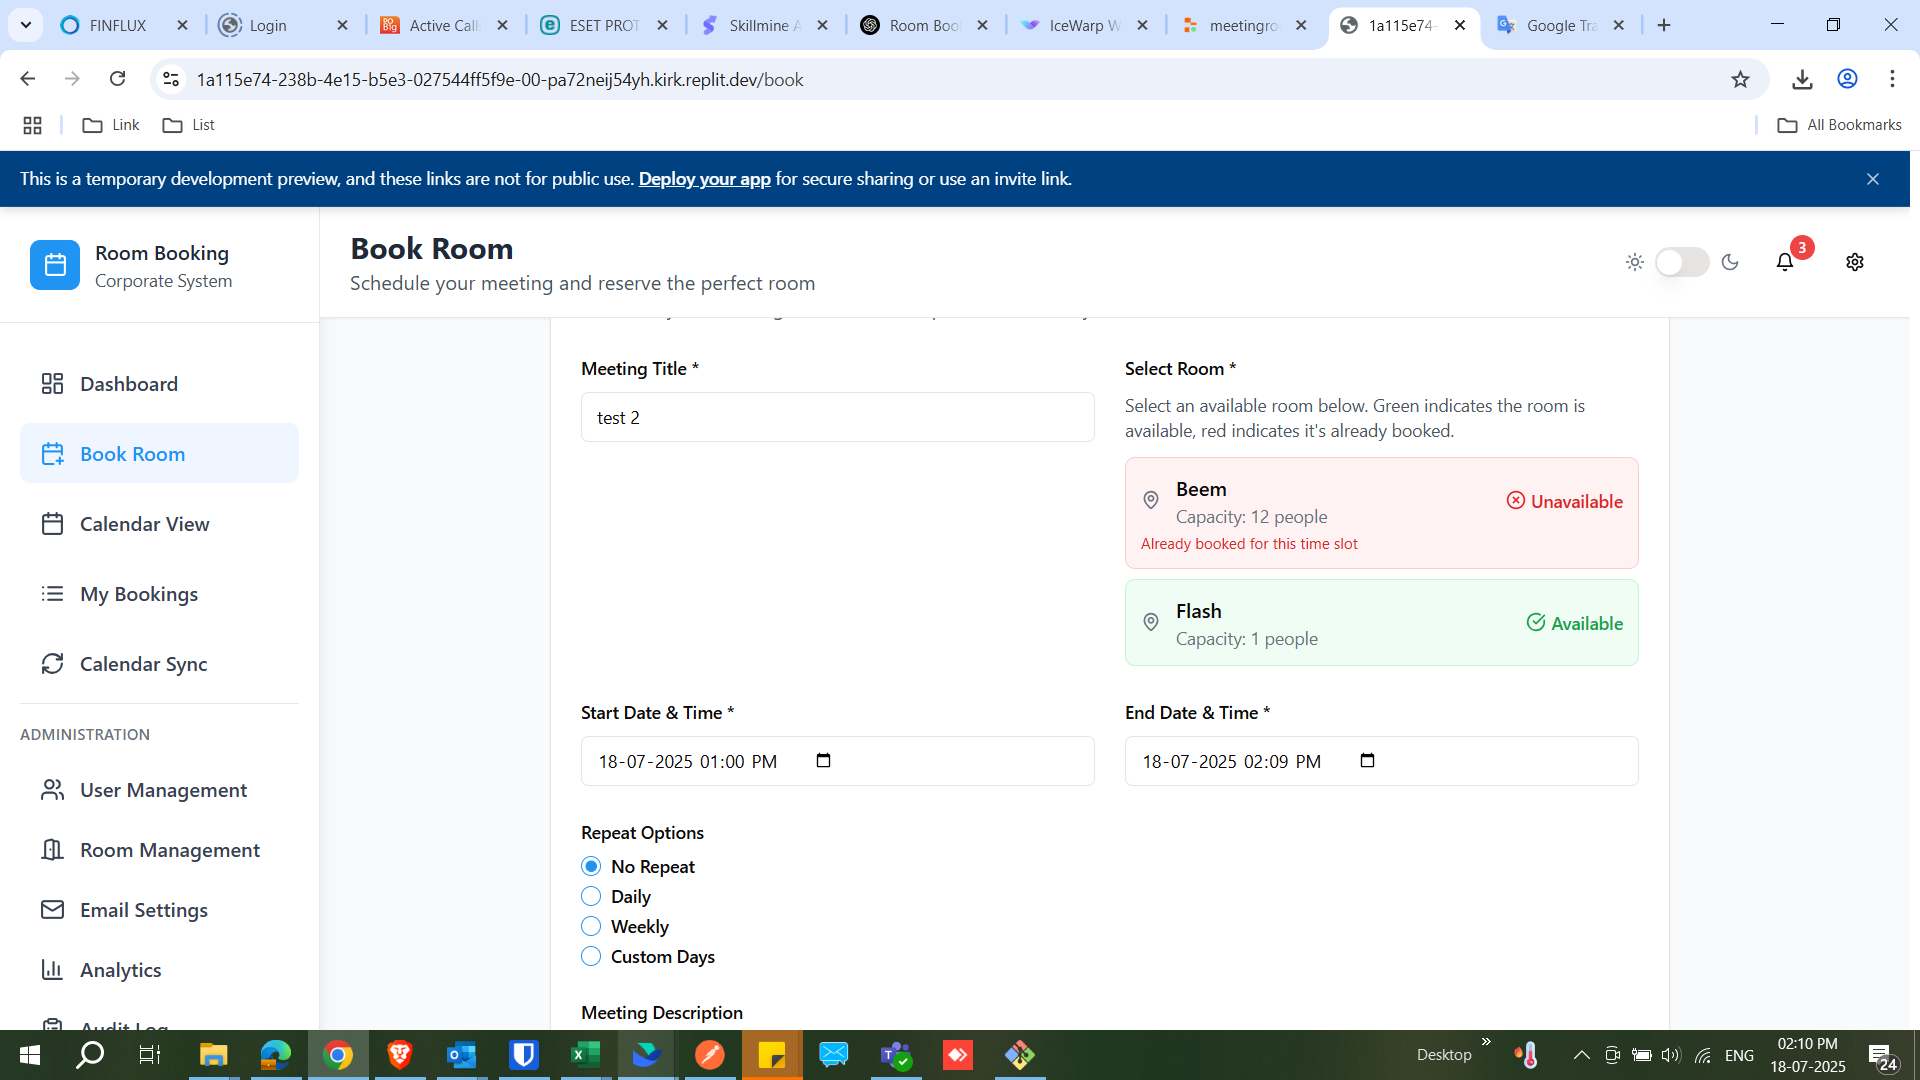 FINFLUX
Login
Active Call
ESET PROT
Skillmine A
Room Boo
IceWarp W
meetingro
1a115e74-
Google Tra
1a115e74-238b-4e15-b5e3-027544ff5f9e-00-pa72neij54yh.kirk.replit.dev/book
Link
List
All Bookmarks
This is a temporary development preview, and these links are not for public use. Deploy your app for secure sharing or use an invite link.
Room Booking
Corporate System
Book Room
Schedule your meeting and reserve the perfect room
3
Dashboard
Book Room
Calendar View
My Bookings
Calendar Sync
ADMINISTRATION
User Management
Room Management
Email Settings
Analytics
Audit Log
Meeting Title *
test 2
Select Room *
Select an available room below. Green indicates the room is
available, red indicates it's already booked.
Beem
Capacity: 12 people
Unavailable
Already booked for this time slot
Flash
Capacity: 1 people
Available
Start Date & Time *
18-07-2025 01:00 PM
End Date & Time *
18-07-2025 02:09 PM
Repeat Options
No Repeat
Daily
Weekly
Custom Days
Meeting Description
Desktop
ENG
02:10 PM
18-07-2025
24